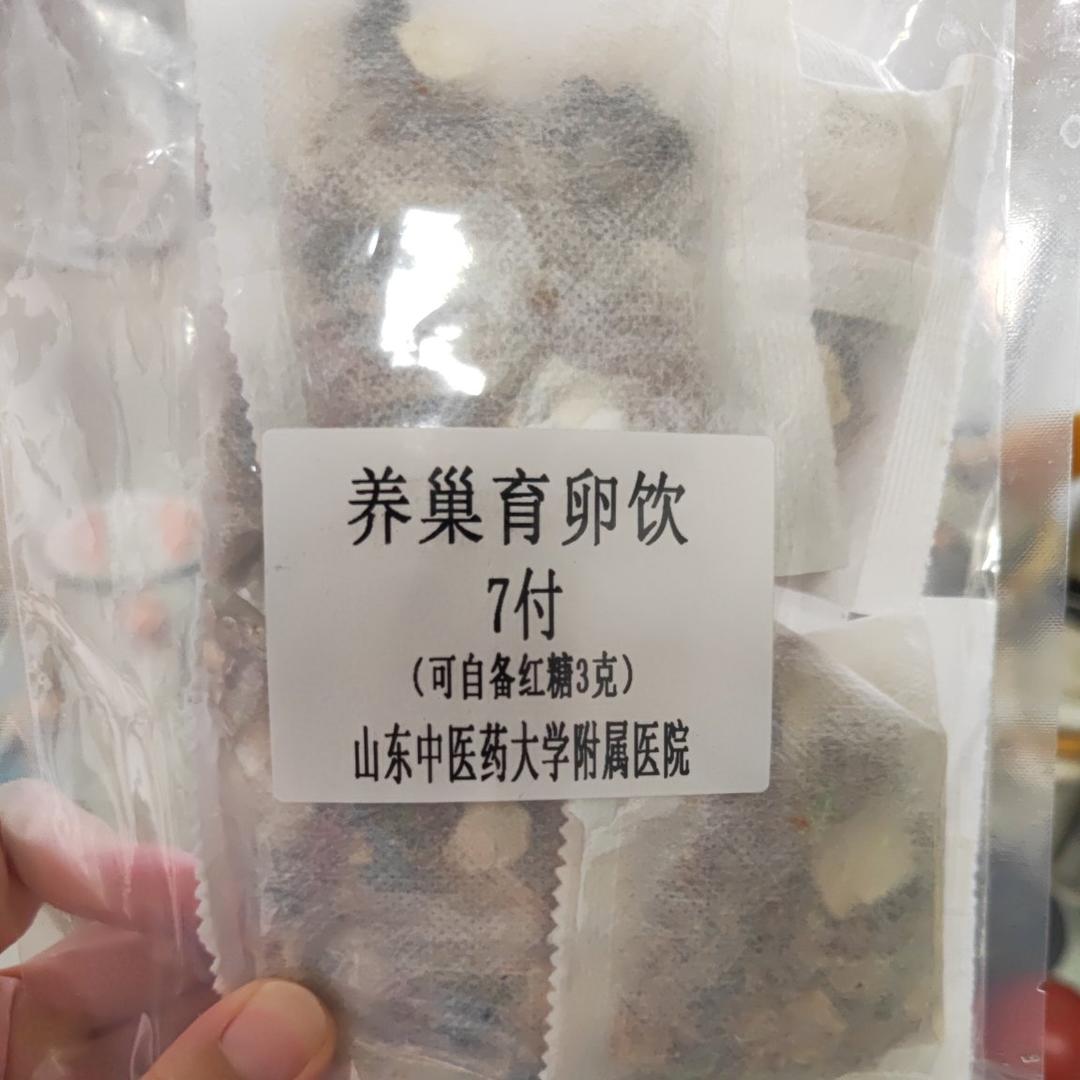 养巢育卵饮
7付
(可自备红糖3克)
山东中医药大学附属医院